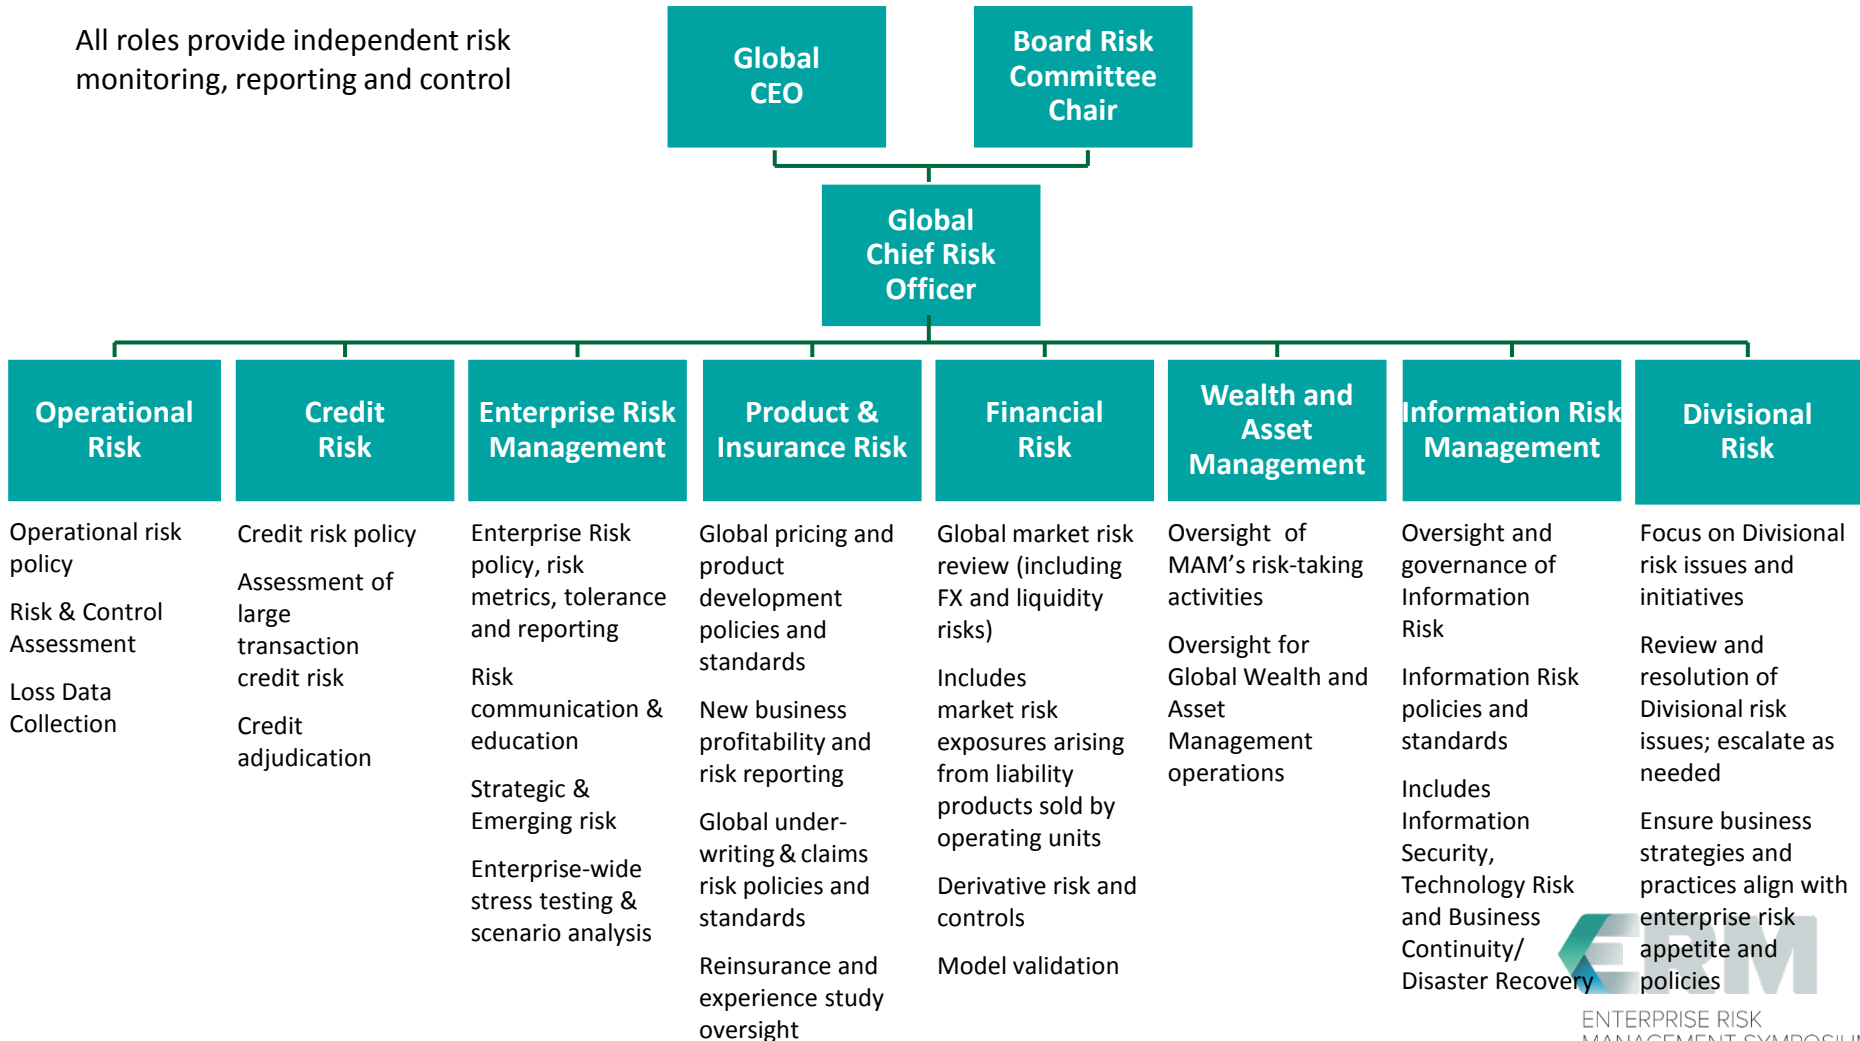 All roles provide independent risk
monitoring, reporting and control
Global
CEO
Board Risk
Committee
Chair
Global
Chief Risk
Officer
Operational
Risk
Credit
Risk
Enterprise Risk
Management
Product &
Insurance Risk
Financial
Risk
Wealth and
Asset
Management
Information Risk
Management
Divisional
Risk
Operational risk
policy
Risk & Control
Assessment
Loss Data
Collection
Credit risk policy
Assessment of
large
transaction
credit risk
Credit
adjudication
Enterprise Risk
policy, risk
metrics, tolerance
and reporting
Risk
communication &
education
Strategic &
Emerging risk
Enterprise-wide
stress testing &
scenario analysis
Global pricing and
product
development
policies and
standards
New business
profitability and
risk reporting
Global under-
writing & claims
risk policies and
standards
Reinsurance and
experience study
oversight
Global market risk
review (including
FX and liquidity
risks)
Includes
market risk
exposures arising
from liability
products sold by
operating units
Derivative risk and
controls
Model validation
Oversight of
MAM's risk-taking
activities
Oversight for
Global Wealth and
Asset
Management
operations
Oversight and
governance of
Information
Risk
Information Risk
policies and
standards
Includes
Information
Security,
Technology Risk
and Business
Continuity/
Disaster Recovery
Focus on Divisional
risk issues and
initiatives
Review and
resolution of
Divisional risk
issues; escalate as
needed
Ensure business
strategies and
practices align with
enterprise risk
appetite and
policies
ERM
ENTERPRISE RISK
MANAGEMENT SYMPOSIUM